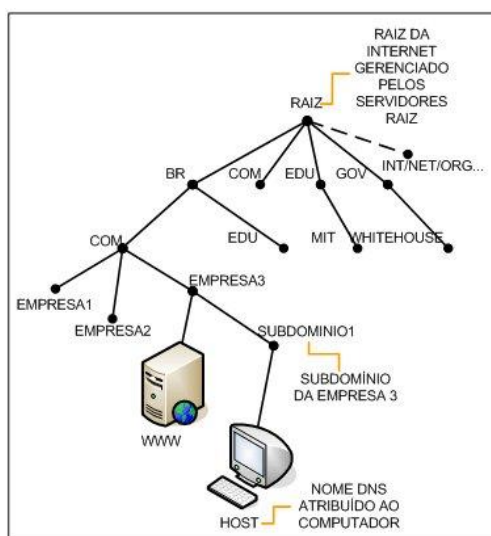 RAIZ DA
INTERNET
GERENCIADO
PELOS
SERVIDORES
RAIZ
RAIZ
INT/NET/ORG...
BR
COM
EDU
GOV
COM
EDU
MIT
WHITEHOUSE
EMPRESA1
EMPRESA2
EMPRESA3
SUBDOMINIO1
SUBDOMÍNIO
DA EMPRESA 3
WWW
NOME DNS
ATRIBUÍDO AO
COMPUTADOR
HOST